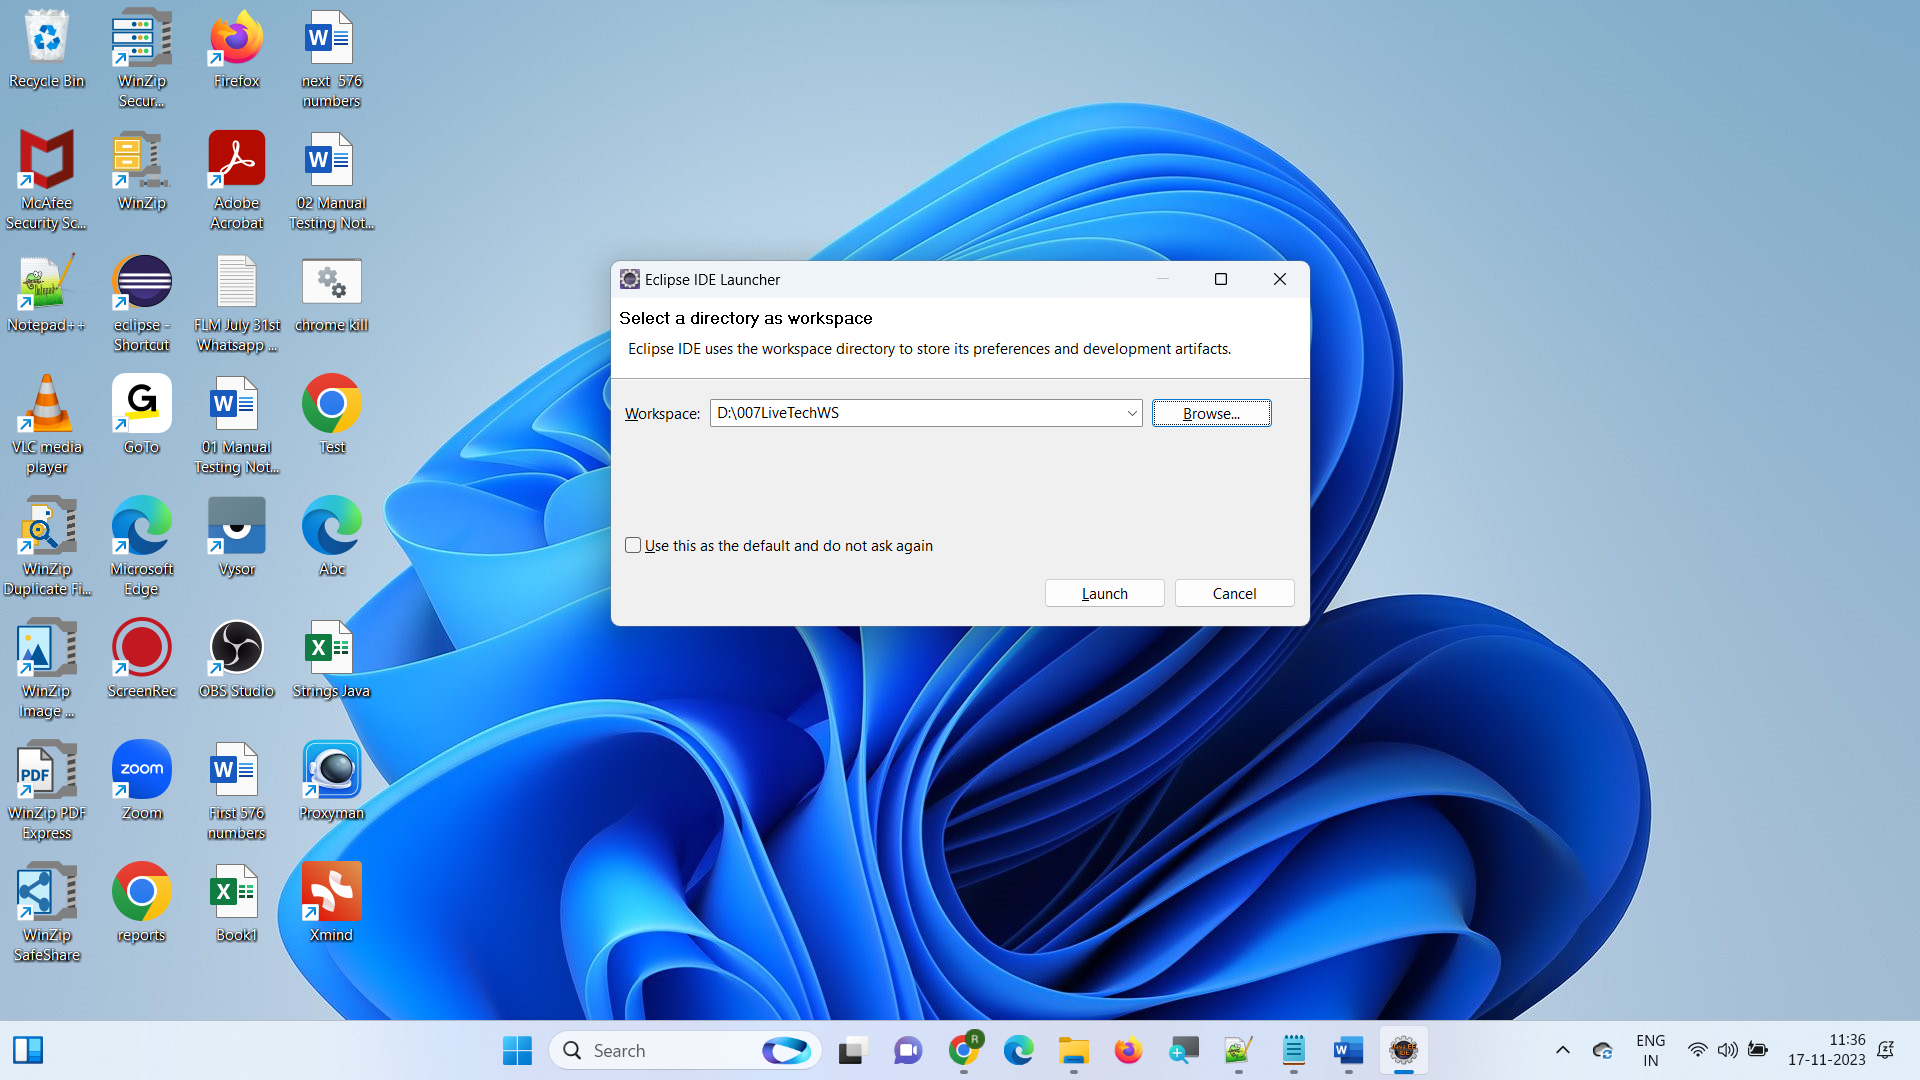 Recycle Bin
WinZip
Secur...
Firefox
next 576
numbers
McAfee
Security Sc...
WinZip
Adobe
Acrobat
02 Manual
Testing Not...
Notepad++
eclipse -
Shortcut
FLM July 31st
Whatsapp ...
chrome kill
VLC media
player
GoTo
01 Manual
Testing Not...
Test
WinZip
Duplicate Fi...
Microsoft
Edge
Vysor
Abc
WinZip
Image ...
ScreenRec
OBS Studio
Strings Java
PDF
WinZip PDF
Express
zoom
Zoom
First 576
numbers
Proxyman
WinZip
SafeShare
reports
Book1
Xmind
Eclipse IDE Launcher
Select a directory as workspace
Eclipse IDE uses the workspace directory to store its preferences and development artifacts.
Workspace: D:\007LiveTechWS Browse...
Use this as the default and do not ask again
Launch Cancel
Search
R
ENG
IN
11:36
17-11-2023